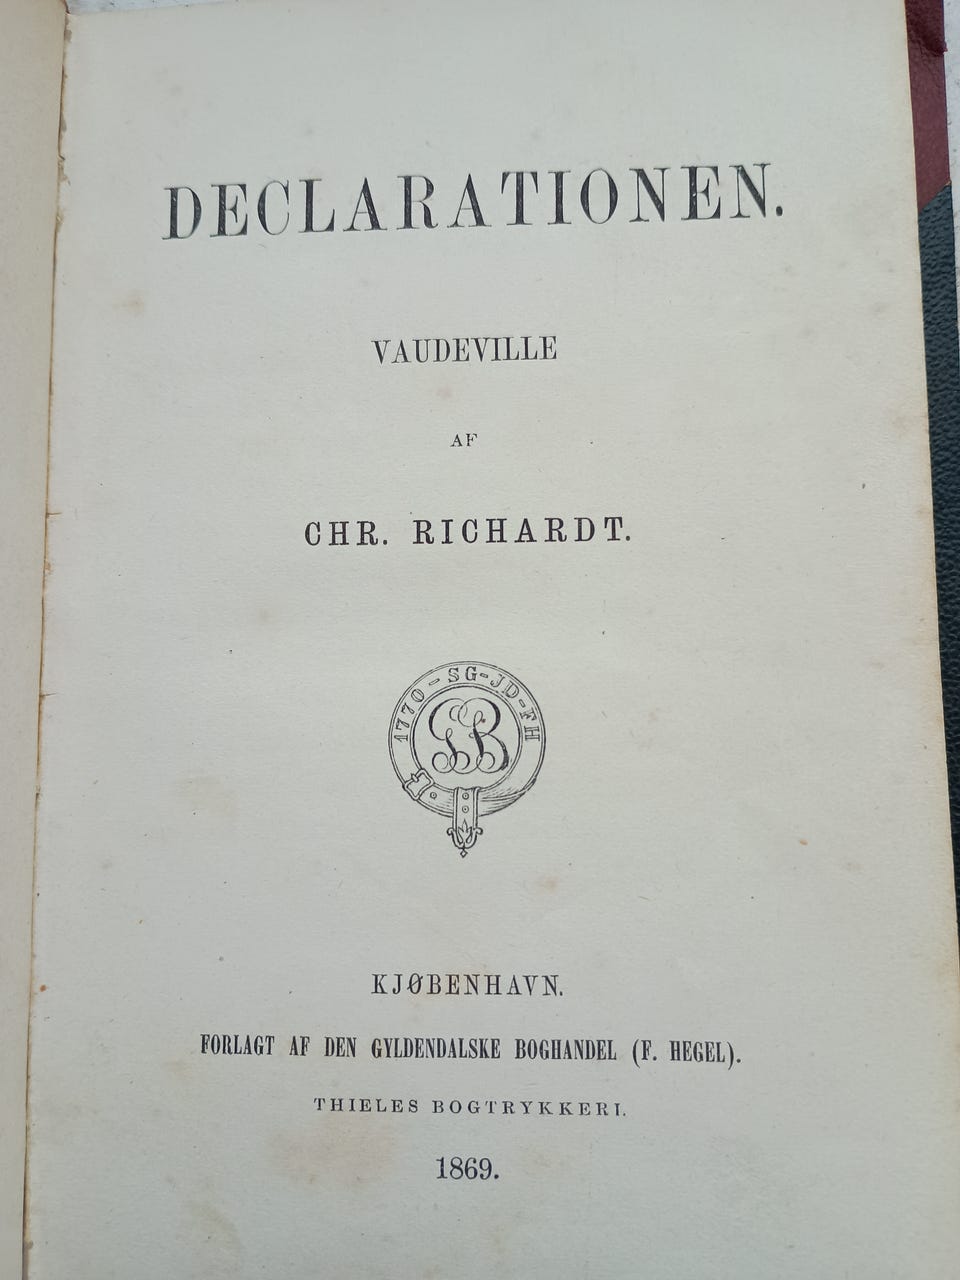 DECLARATIONEN.
VAUDEVILLE
AF
CHR. RICHARDT.
1770-SG-JD-FH
GB
KJØBENHAVN.
FORLAGT AF DEN GYLDENDALSKE BOGHANDEL (F. HEGEL).
THIELES BOGTRYKKERI.
1869.